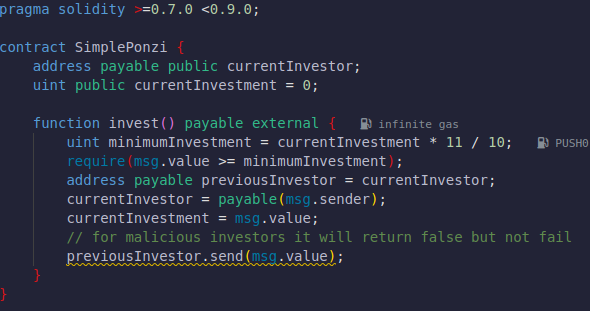 pragma solidity >=0.7.0 <0.9.0;
contract SimplePonzi {
address payable public currentInvestor;
uint public currentInvestment = 0;
function invest() payable external { infinite gas
uint minimumInvestment = currentInvestment * 11 / 10; PUSH0
require(msg.value >= minimumInvestment);
address payable previousInvestor = currentInvestor;
currentInvestor = payable(msg.sender);
currentInvestment = msg.value;
// for malicious investors it will return false but not fail
previousInvestor.send(msg.value);
}
}